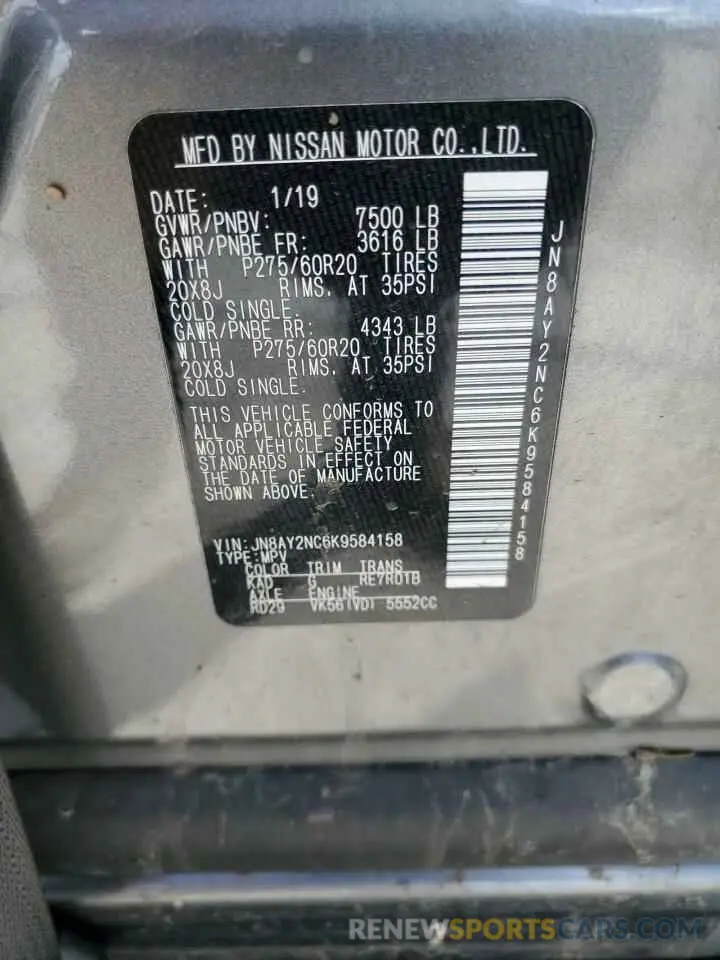 MFD BY NISSAN MOTOR CO.,LTD.
DATE: 1/19
GVWR/PNBV: 7500 LB
GAWR/PNBE FR: 3616 LB
WITH P275/60R20 TIRES
20X8J RIMS. AT 35PSI
COLD SINGLE.
GAWR/PNBE RR: 4343 LB
WITH P275/60R20 TIRES
20X8J RIMS. AT 35PSI
COLD SINGLE.
THIS VEHICLE CONFORMS TO
ALL APPLICABLE FEDERAL
MOTOR VEHICLE SAFETY
STANDARDS IN EFFECT ON
THE DATE OF MANUFACTURE
SHOWN ABOVE.
VIN: JN8AY2NC6K9584158
TYPE: MPV
COLOR TRIM TRANS
KAD G RE7R01B
AXLE ENGINE
RD29 VK56(VD) 5552CC
JN8AY2NC6K9584158
RENEWSPORTSCARS.COM